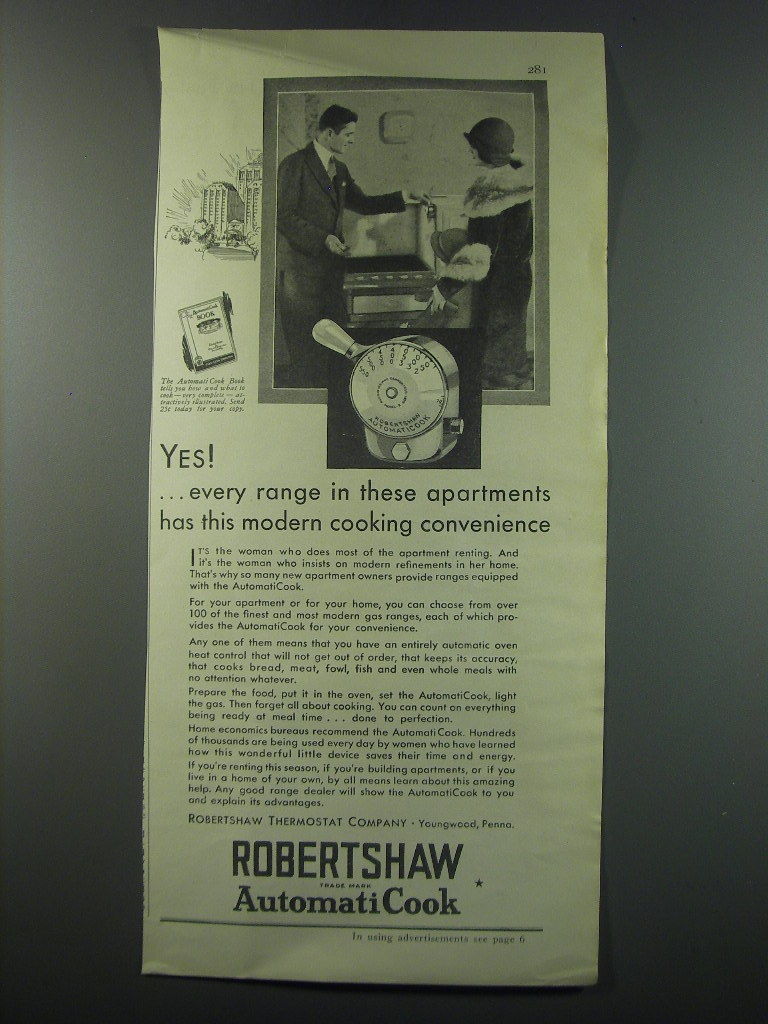 281
AutomatiCook
BOOK
The AutomatiCook Book
tells you how and what to
cook—very complete—at-
tractively illustrated. Send
25c today for your copy.
ROBERTSHAW
AUTOMATICOOK
YES!
...every range in these apartments
has this modern cooking convenience
IT'S the woman who does most of the apartment renting. And
it's the woman who insists on modern refinements in her home.
That's why so many new apartment owners provide ranges equipped
with the AutomatiCook.
For your apartment or for your home, you can choose from over
100 of the finest and most modern gas ranges, each of which pro-
vides the AutomatiCook for your convenience.
Any one of them means that you have an entirely automatic oven
heat control that will not get out of order, that keeps its accuracy,
that cooks bread, meat, fowl, fish and even whole meals with
no attention whatever.
Prepare the food, put it in the oven, set the AutomatiCook, light
the gas. Then forget all about cooking. You can count on everything
being ready at meal time . . . done to perfection.
Home economics bureaus recommend the AutomatiCook. Hundreds
of thousands are being used every day by women who have learned
how this wonderful little device saves their time and energy.
If you're renting this season, if you're building apartments, or if you
live in a home of your own, by all means learn about this amazing
help. Any good range dealer will show the AutomatiCook to you
and explain its advantages.
ROBERTSHAW THERMOSTAT COMPANY • Youngwood, Penna.
ROBERTSHAW
TRADE MARK
AutomatiCook
In using advertisements see page 6